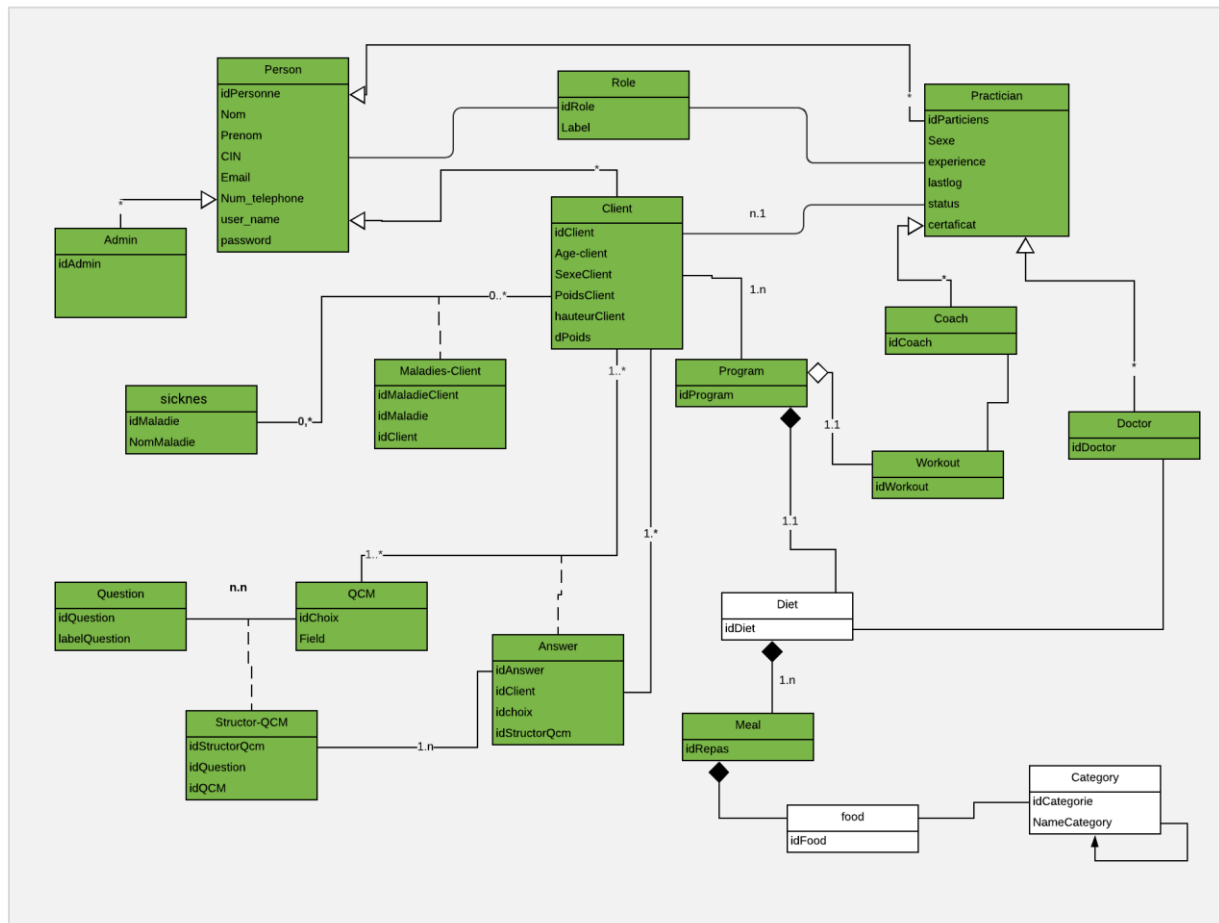 Person
idPersonne
Nom
Prenom
CIN
Email
Num_telephone
user_name
password
Role
idRole
Label
*
Practician
idParticiens
Sexe
experience
lastlog
status
certaficat
*
Admin
idAdmin
*
Client
idClient
Age-client
SexeClient
PoidsClient
hauteurClient
dPoids
n.1
1.n
0..*
*
Coach
idCoach
Maladies-Client
idMaladieClient
idMaladie
idClient
1..*
Program
idProgram
*
sicknes
idMaladie
NomMaladie
0,*
1.1
Workout
idWorkout
Doctor
idDoctor
1.1
1.*
1..*
Question
idQuestion
labelQuestion
n.n
QCM
idChoix
Field
Diet
idDiet
Answer
idAnswer
idClient
idchoix
idStructorQcm
1.n
Structor-QCM
idStructorQcm
idQuestion
idQCM
1.n
Meal
idRepas
Category
idCategorie
NameCategory
food
idFood